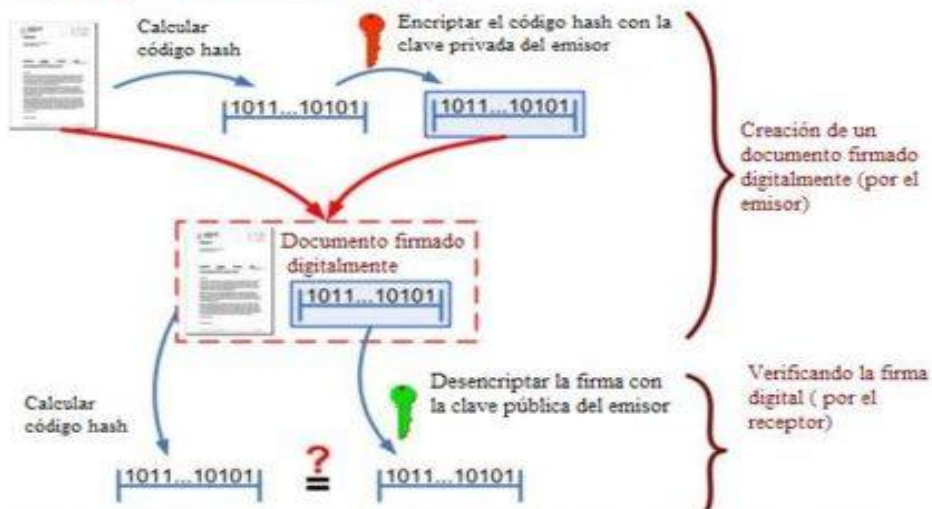 Calcular
código hash
Encriptar el código hash con la
clave privada del emisor
1011...10101
1011...10101
Creación de un
documento firmado
digitalmente (por el
emisor)
Documento firmado
digitalmente
1011...10101
Calcular
código hash
Desencriptar la firma con
la clave pública del emisor
Verificando la firma
digital ( por el
receptor)
1011...10101
?
=
1011...10101